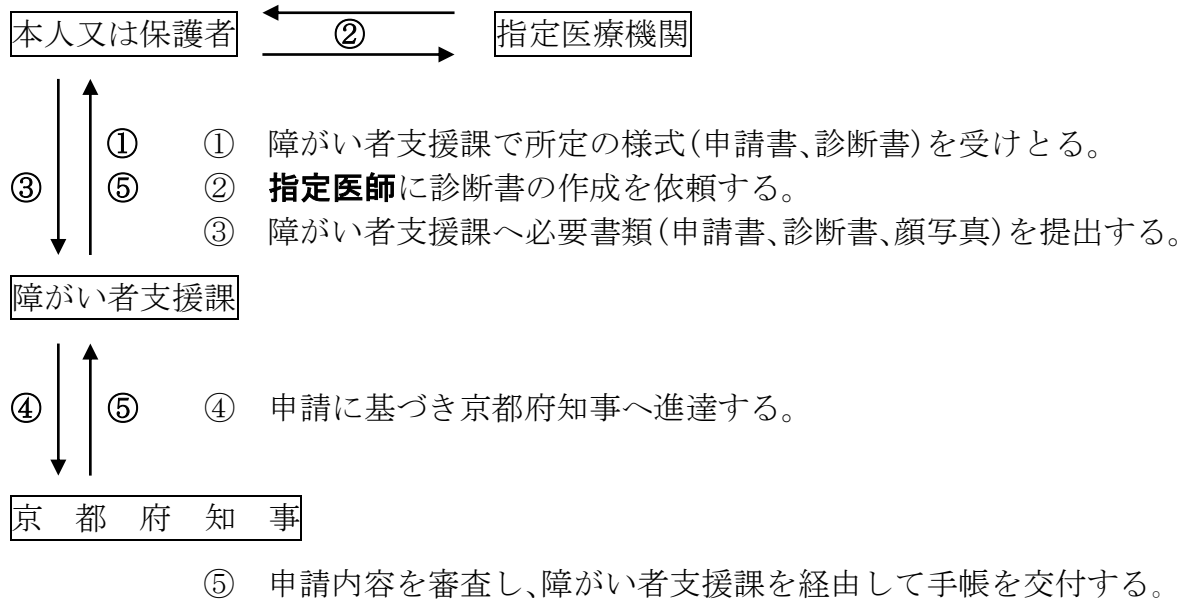 本人又は保護者 ② 指定医療機関
① ① 障がい者支援課で所定の様式(申請書、診断書)を受けとる。
③ ⑤ ② 指定医師に診断書の作成を依頼する。
③ 障がい者支援課へ必要書類(申請書、診断書、顔写真)を提出する。
障がい者支援課
④ ⑤ ④ 申請に基づき京都府知事へ進達する。
京 都 府 知 事
⑤ 申請内容を審査し、障がい者支援課を経由して手帳を交付する。